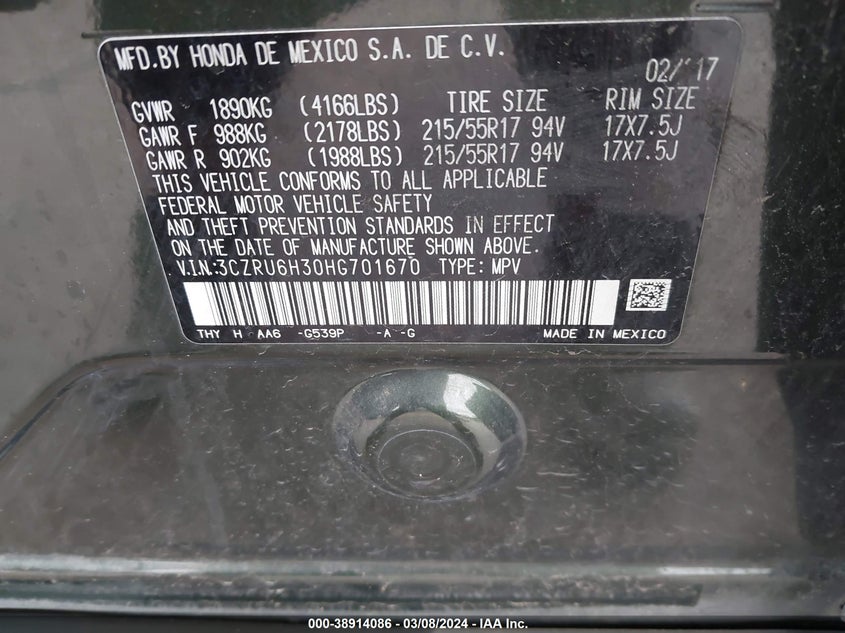 MFD.BY HONDA DE MEXICO S.A. DE C.V.
02/'17
GVWR 1890KG (4166LBS) TIRE SIZE RIM SIZE
GAWR F 988KG (2178LBS) 215/55R17 94V 17X7.5J
GAWR R 902KG (1988LBS) 215/55R17 94V 17X7.5J
THIS VEHICLE CONFORMS TO ALL APPLICABLE
FEDERAL MOTOR VEHICLE SAFETY
AND THEFT PREVENTION STANDARDS IN EFFECT
ON THE DATE OF MANUFACTURE SHOWN ABOVE.
V.I.N:3CZRU6H30HG701670 TYPE: MPV
THY H AA6 -G539P -A -G MADE IN MEXICO
000-38914086 - 03/08/2024 - IAA Inc.